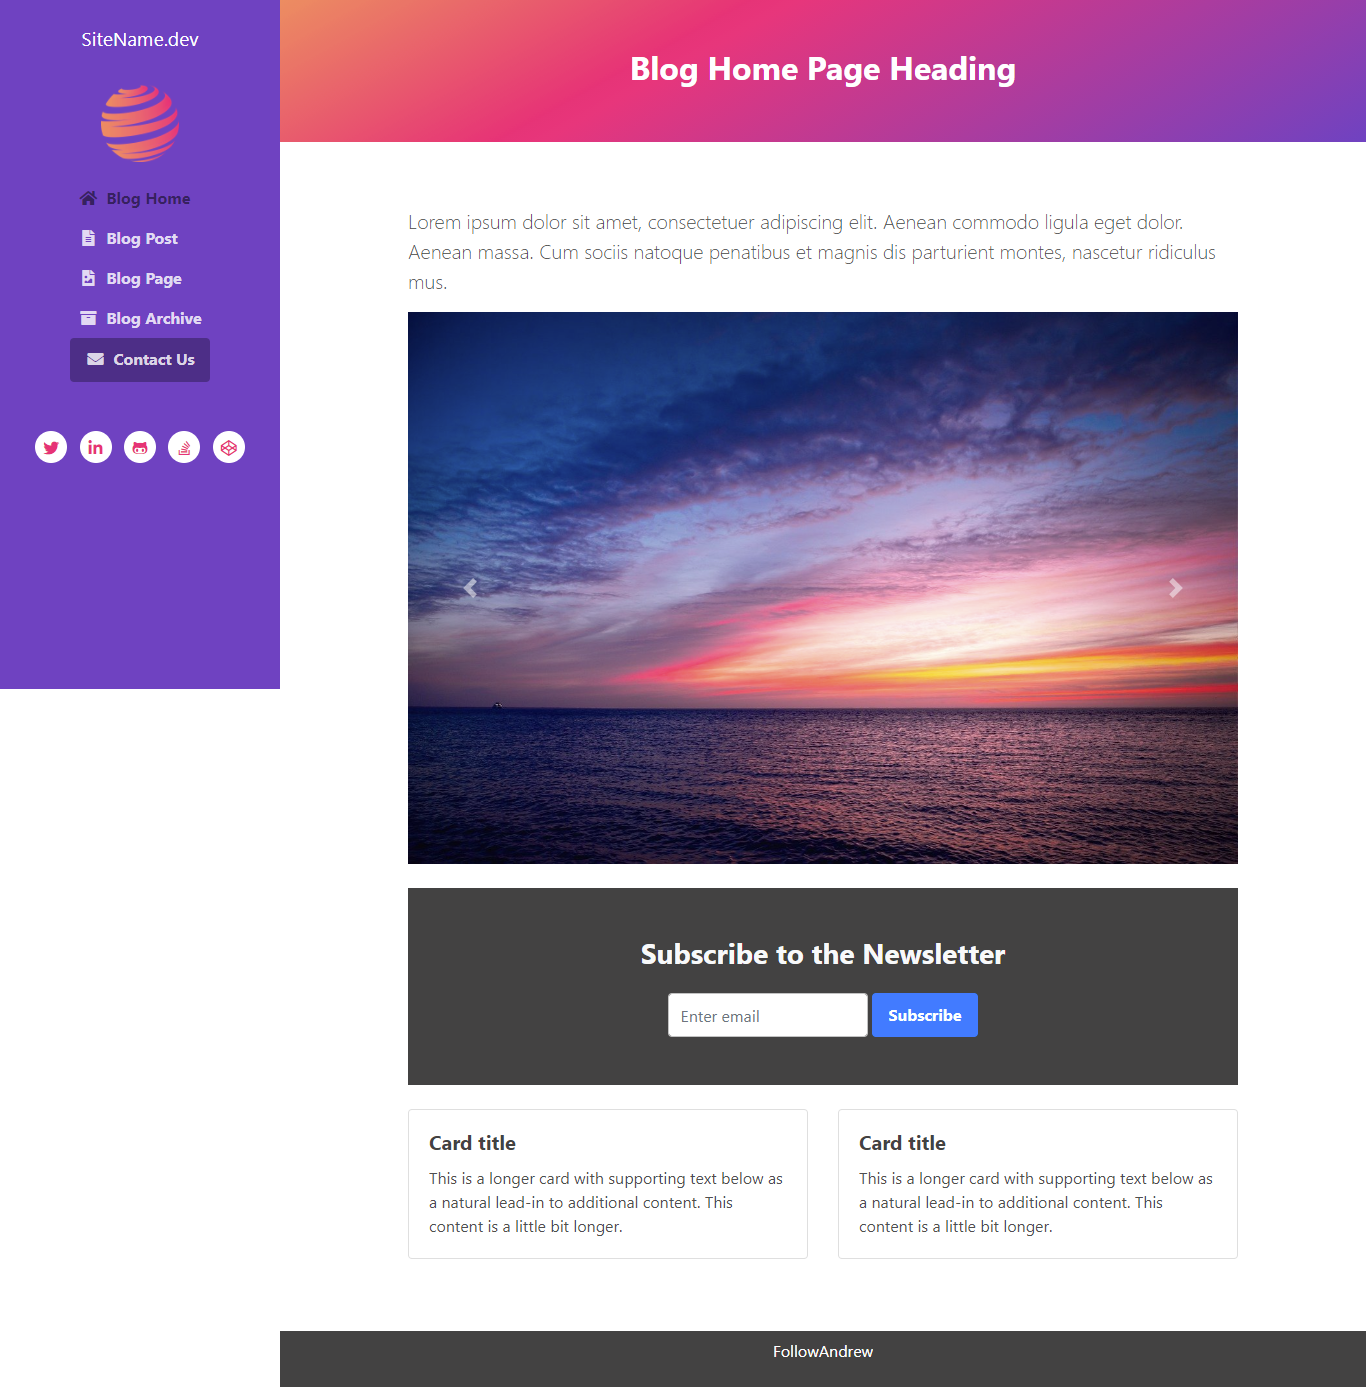 SiteName.dev
Blog Home
Blog Post
Blog Page
Blog Archive
Contact Us
Blog Home Page Heading
Lorem ipsum dolor sit amet, consectetuer adipiscing elit. Aenean commodo ligula eget dolor.
Aenean massa. Cum sociis natoque penatibus et magnis dis parturient montes, nascetur ridiculus
mus.
Subscribe to the Newsletter
Enter email
Subscribe
Card title
This is a longer card with supporting text below as
a natural lead-in to additional content. This
content is a little bit longer.
Card title
This is a longer card with supporting text below as
a natural lead-in to additional content. This
content is a little bit longer.
FollowAndrew